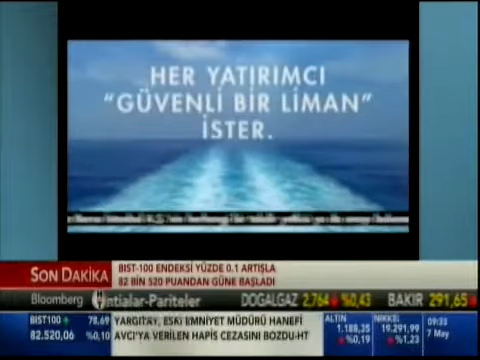 HER YATIRIMCI
“GÜVENLİ BİR LİMAN”
İSTER.
SON DAKİKA
BIST-100 ENDEKSİ YÜZDE 0.1 ARTIŞLA
82 BİN 520 PUANDAN GÜNE BAŞLADI
Bloomberg
ntialar-Pariteler
DOĞALGAZ 2,764 %0,43
BAKIR 291,65
BIST100 78,69
82.520,06 %0,10
YARGITAY, ESKİ EMNİYET MÜDÜRÜ HANEFİ
AVCI'YA VERİLEN HAPİS CEZASINI BOZDU-HT
ALTIN
1.188,35
%0,19
NIKKEI
19.291,99
%1,23
09:33
7 May